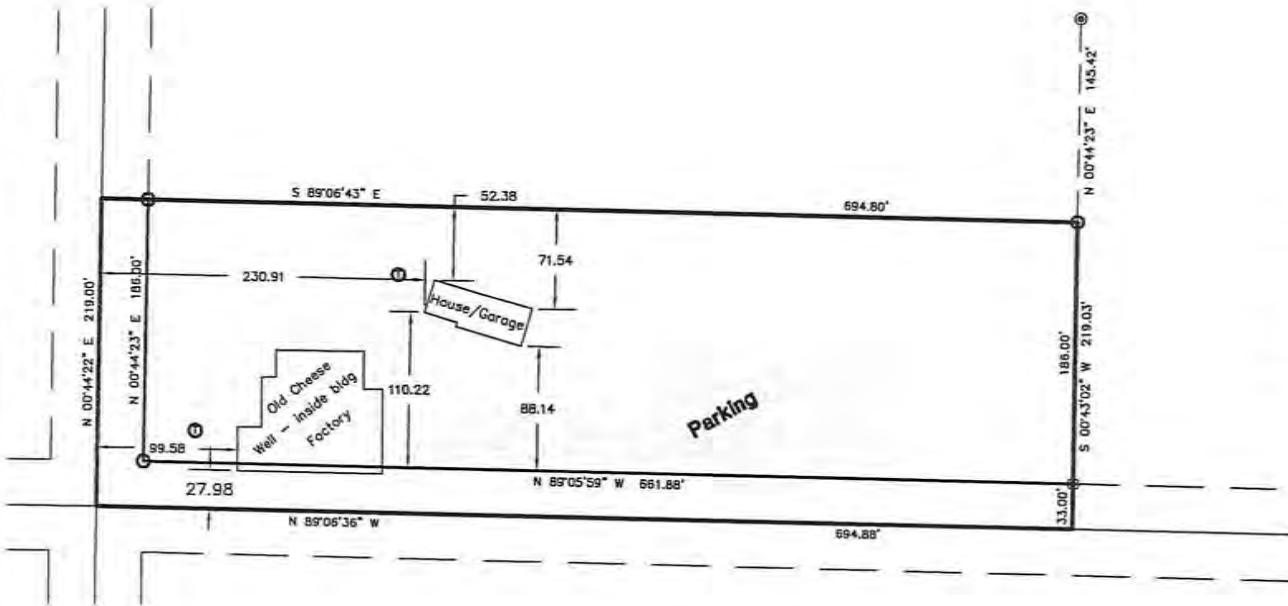 N 00°44'23" E 145.42'
S 89°06'43" E
52.38
694.80'
71.54
230.91
T
House/Garage
N 00°44'22" E 219.00'
N 00°44'23" E 186.00'
186.00'
S 00°43'02" W 219.03'
110.22
88.14
Parking
Old Cheese
Well - inside bldg
Factory
T
99.58
27.98
N 89°05'59" W 661.88'
33.00'
N 89°06'36" W
694.88'